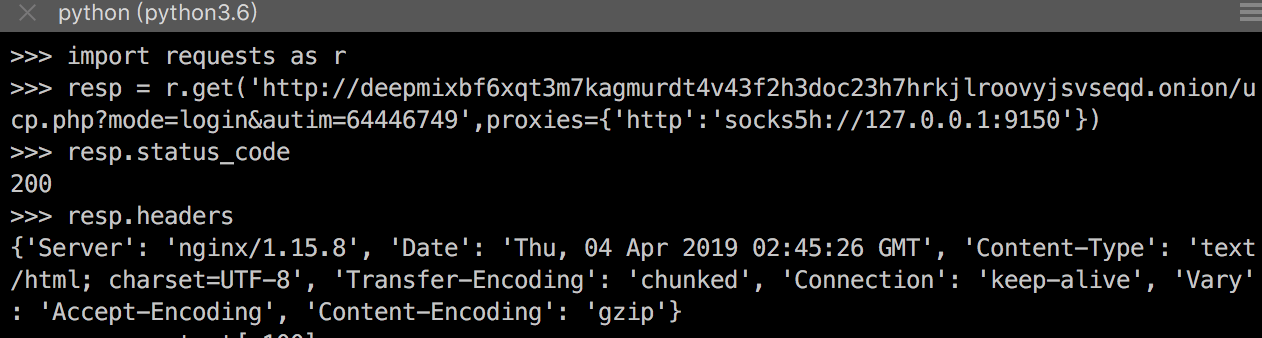 python (python3.6)
>>> import requests as r
>>> resp = r.get('http://deepmixbf6xqt3m7kagmurdt4v43f2h3doc23h7hrkjlroovyjsvseqd.onion/u
cp.php?mode=login&autim=64446749',proxies={'http':'socks5h://127.0.0.1:9150'})
>>> resp.status_code
200
>>> resp.headers
{'Server': 'nginx/1.15.8', 'Date': 'Thu, 04 Apr 2019 02:45:26 GMT', 'Content-Type': 'text
/html; charset=UTF-8', 'Transfer-Encoding': 'chunked', 'Connection': 'keep-alive', 'Vary'
: 'Accept-Encoding', 'Content-Encoding': 'gzip'}